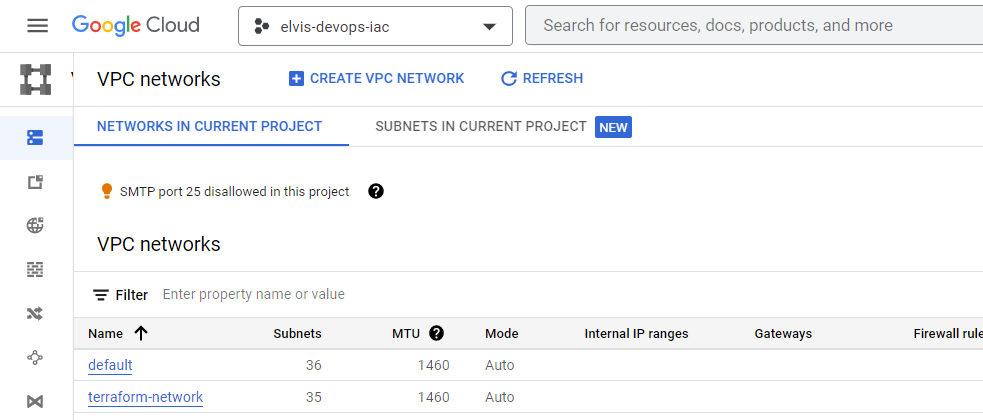 Google Cloud
elvis-devops-iac
Search for resources, docs, products, and more
VPC networks
CREATE VPC NETWORK
REFRESH
NETWORKS IN CURRENT PROJECT
SUBNETS IN CURRENT PROJECT NEW
SMTP port 25 disallowed in this project
VPC networks
Filter Enter property name or value
Name Subnets MTU Mode Internal IP ranges Gateways Firewall rule
default 36 1460 Auto
terraform-network 35 1460 Auto